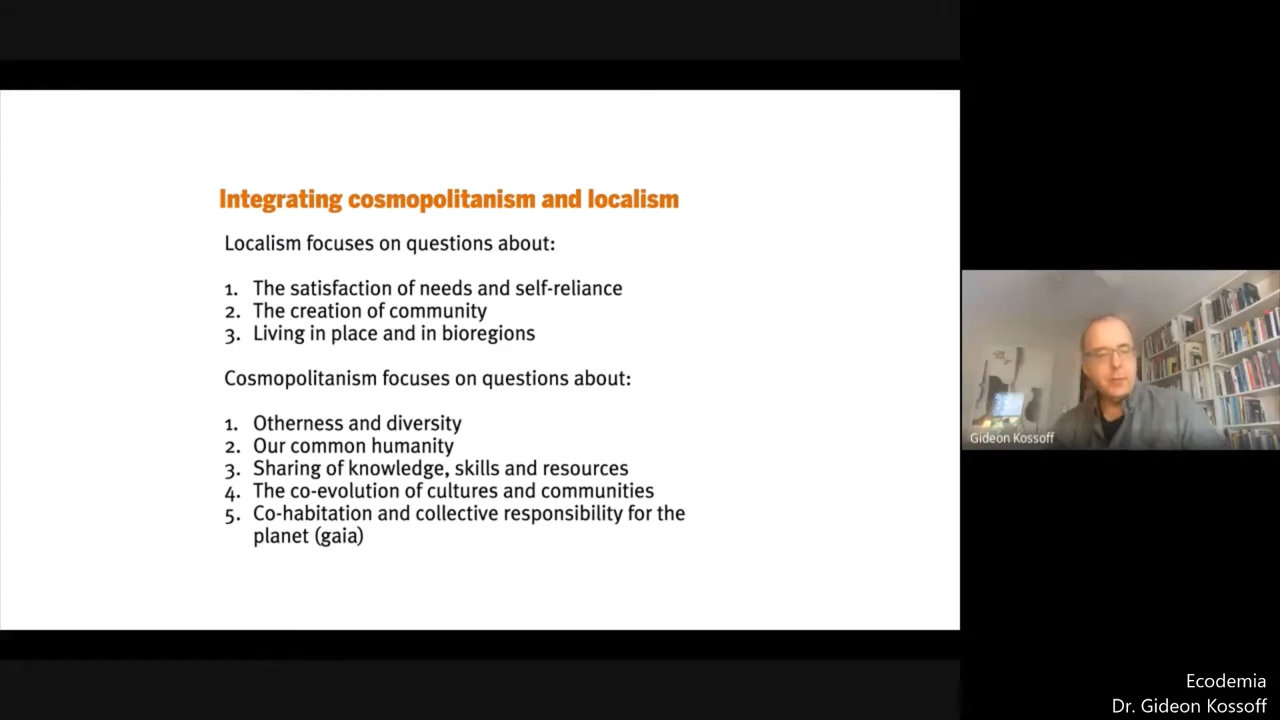 Integrating cosmopolitanism and localism
Localism focuses on questions about:
1. The satisfaction of needs and self-reliance
2. The creation of community
3. Living in place and in bioregions
Cosmopolitanism focuses on questions about:
1. Otherness and diversity
2. Our common humanity
3. Sharing of knowledge, skills and resources
4. The co-evolution of cultures and communities
5. Co-habitation and collective responsibility for the
planet (gaia)
Gideon Kossoff
Ecodemia
Dr. Gideon Kossoff